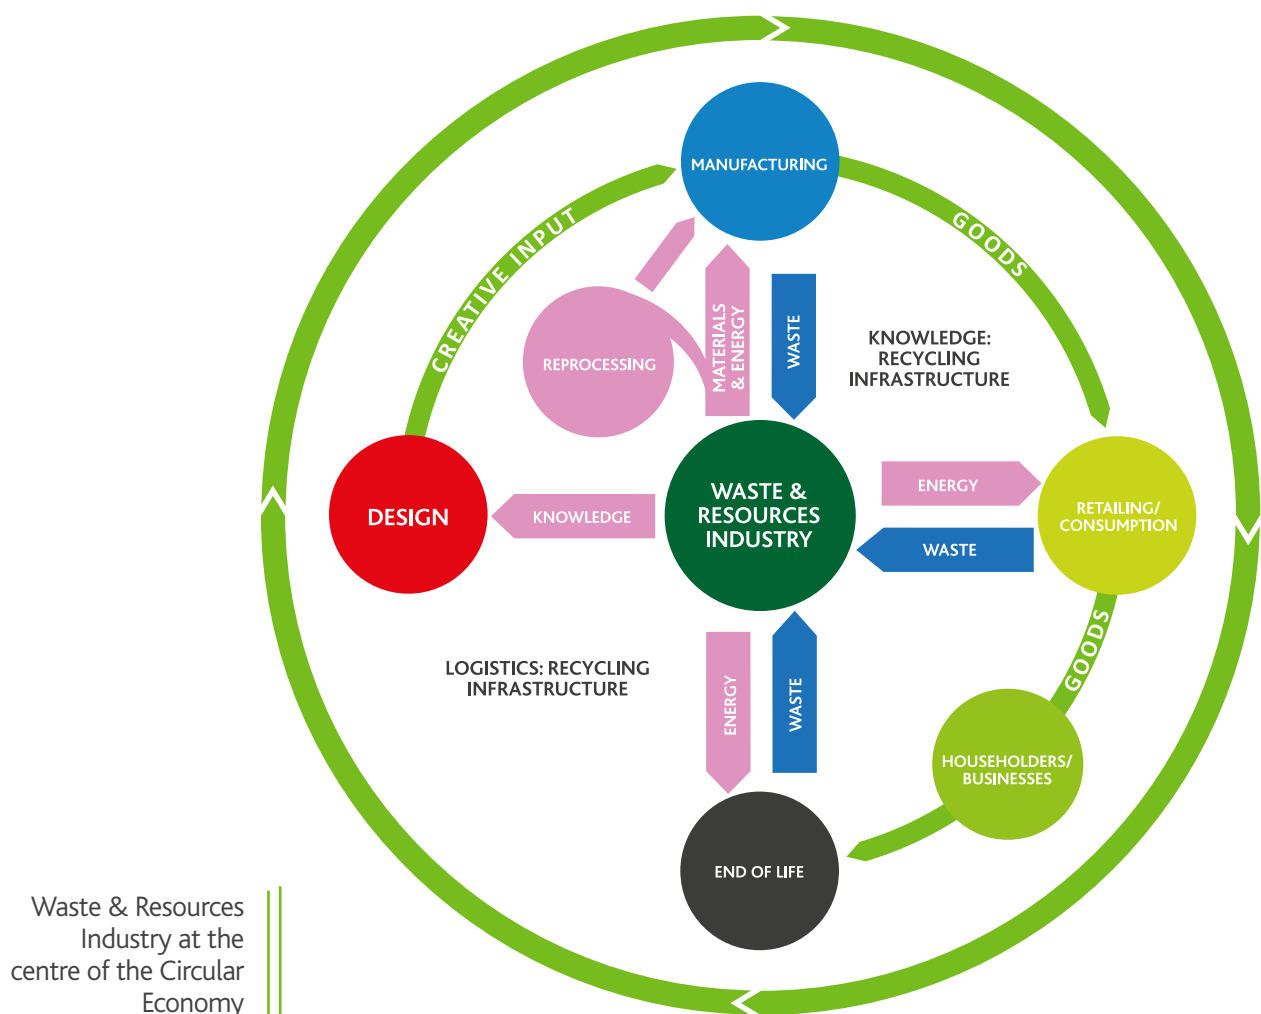 MANUFACTURING
CREATIVE INPUT
GOODS
MATERIALS
& ENERGY
WASTE
KNOWLEDGE:
RECYCLING
INFRASTRUCTURE
REPROCESSING
DESIGN
KNOWLEDGE
WASTE &
RESOURCES
INDUSTRY
ENERGY
WASTE
RETAILING/
CONSUMPTION
LOGISTICS: RECYCLING
INFRASTRUCTURE
ENERGY
WASTE
GOODS
HOUSEHOLDERS/
BUSINESSES
END OF LIFE
Waste & Resources
Industry at the
centre of the Circular
Economy